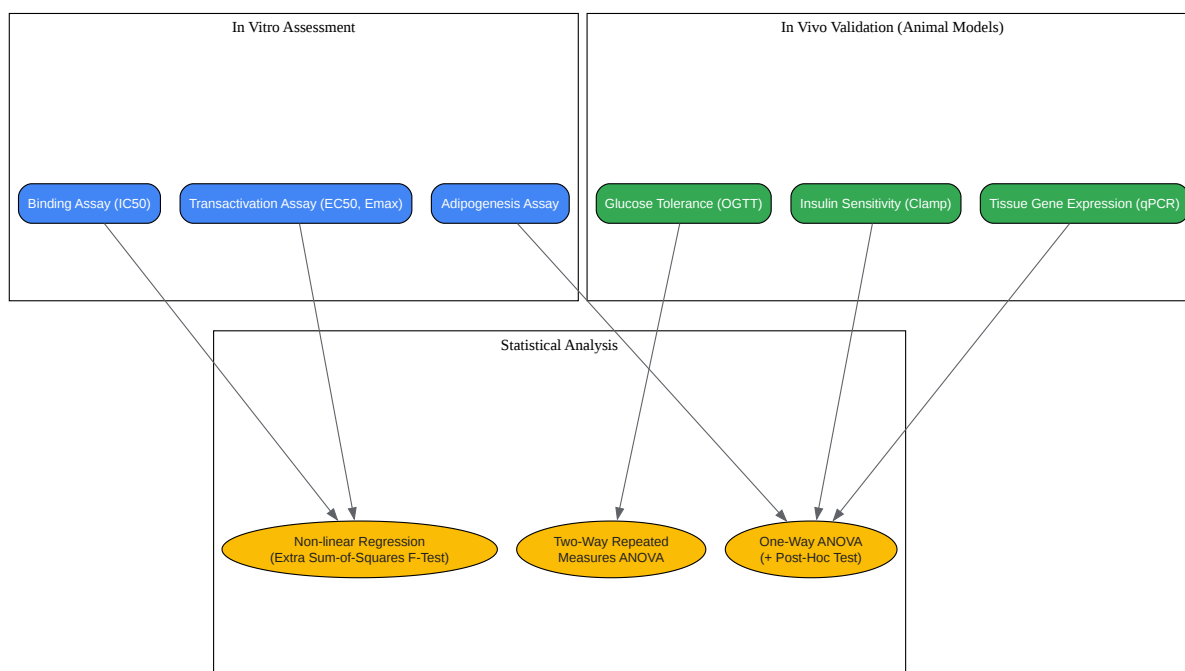 In Vitro Assessment
In Vivo Validation (Animal Models)
Binding Assay (IC50)
Transactivation Assay (EC50, Emax)
Adipogenesis Assay
Glucose Tolerance (OGTT)
Insulin Sensitivity (Clamp)
Tissue Gene Expression (qPCR)
Statistical Analysis
Non-linear Regression
(Extra Sum-of-Squares F-Test)
Two-Way Repeated
Measures ANOVA
One-Way ANOVA
(+ Post-Hoc Test)